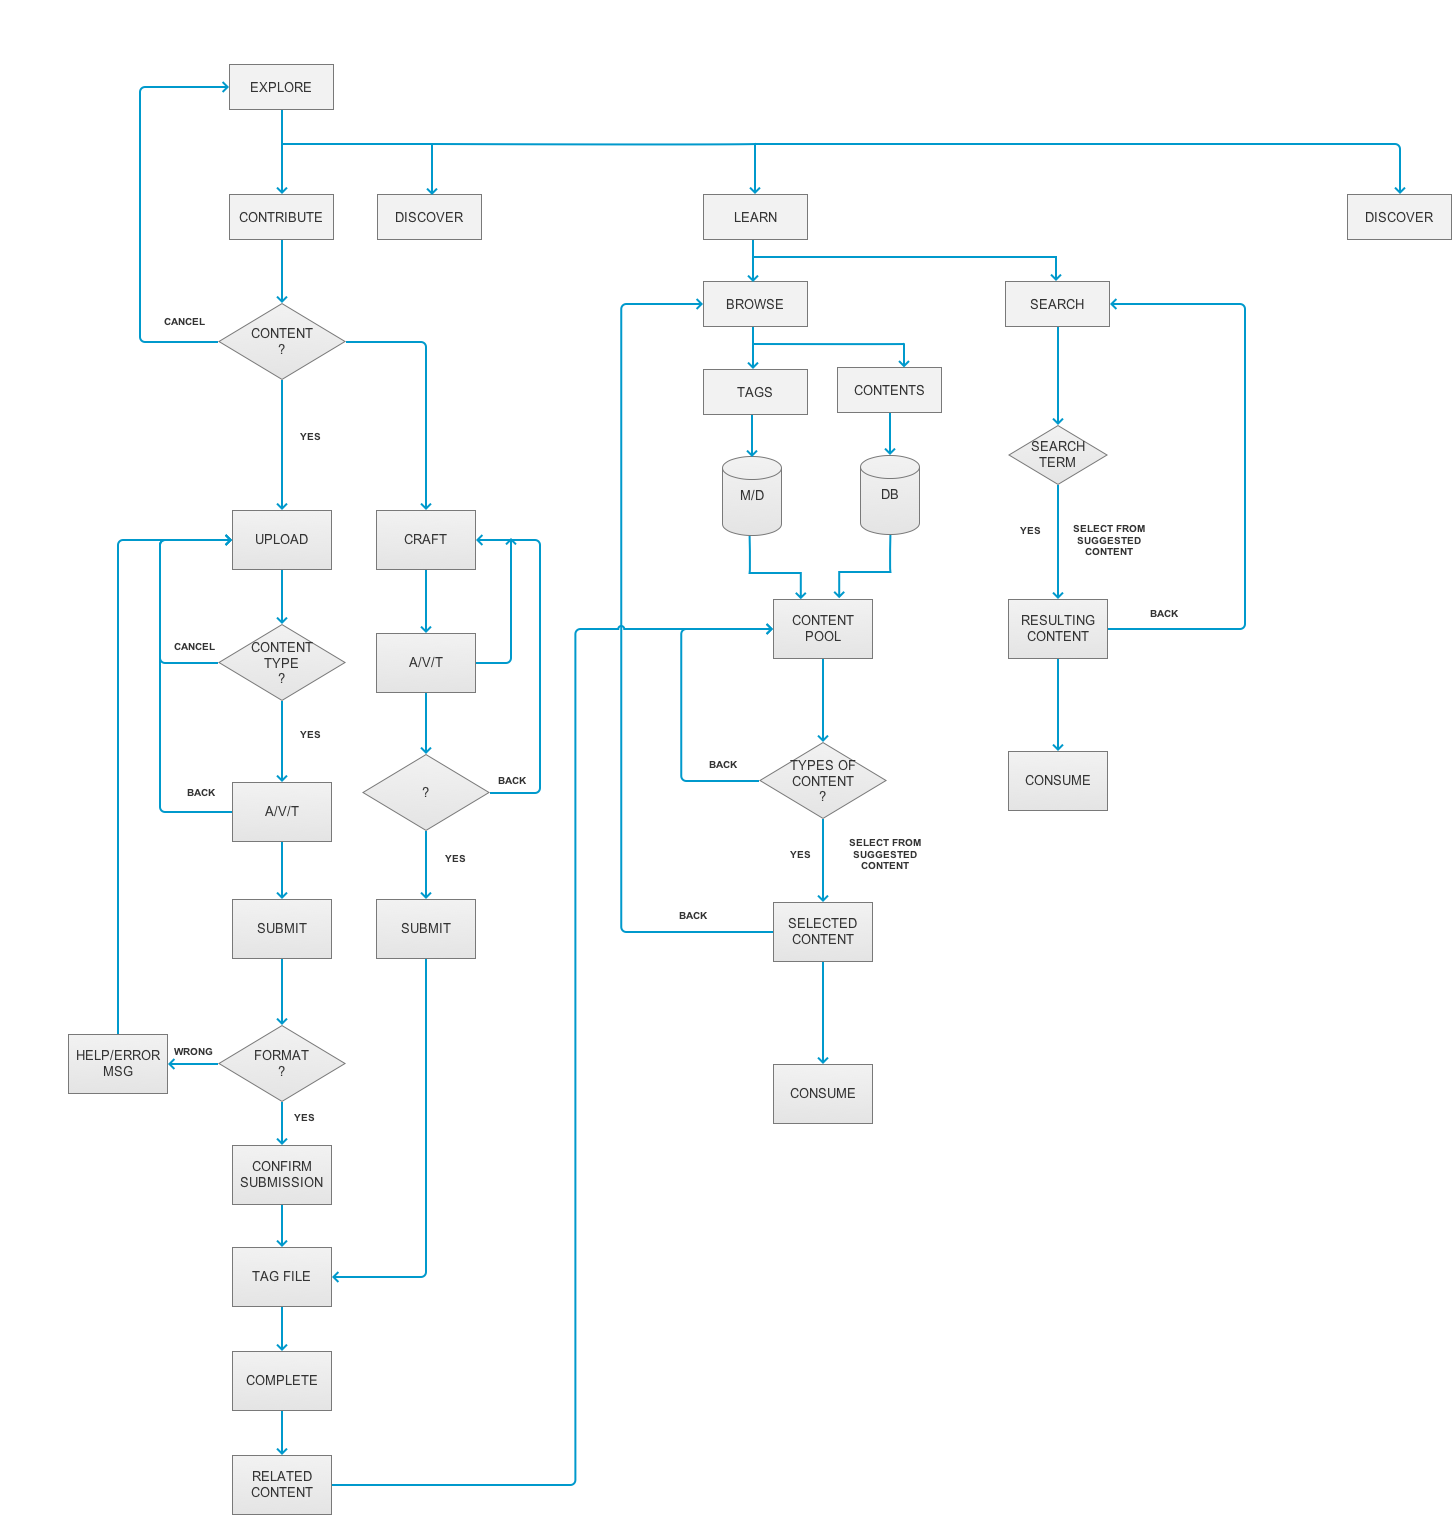 EXPLORE
CONTRIBUTE
DISCOVER
LEARN
DISCOVER
BROWSE
SEARCH
CANCEL
CONTENT
?
TAGS
CONTENTS
YES
SEARCH
TERM
M/D
DB
UPLOAD
CRAFT
YES
SELECT FROM
SUGGESTED
CONTENT
CONTENT
POOL
RESULTING
CONTENT
BACK
CANCEL
CONTENT
TYPE
?
A/V/T
YES
BACK
TYPES OF
CONTENT
?
CONSUME
BACK
A/V/T
?
BACK
YES
YES
SELECT FROM
SUGGESTED
CONTENT
SUBMIT
SUBMIT
BACK
SELECTED
CONTENT
HELP/ERROR
MSG
WRONG
FORMAT
?
CONSUME
YES
CONFIRM
SUBMISSION
TAG FILE
COMPLETE
RELATED
CONTENT